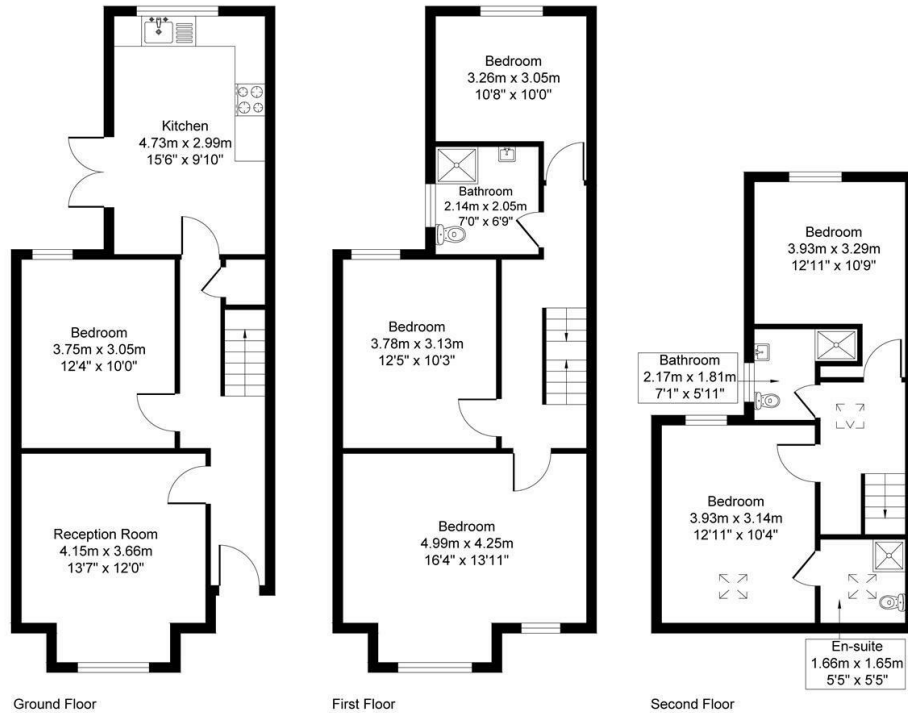 Kitchen
4.73m x 2.99m
15'6" x 9'10"
Bedroom
3.75m x 3.05m
12'4" x 10'0"
Reception Room
4.15m x 3.66m
13'7" x 12'0"
Ground Floor
Bedroom
3.26m x 3.05m
10'8" x 10'0"
Bathroom
2.14m x 2.05m
7'0" x 6'9"
Bedroom
3.78m x 3.13m
12'5" x 10'3"
Bedroom
4.99m x 4.25m
16'4" x 13'11"
First Floor
Bedroom
3.93m x 3.29m
12'11" x 10'9"
Bathroom
2.17m x 1.81m
7'1" x 5'11"
Bedroom
3.93m x 3.14m
12'11" x 10'4"
En-suite
1.66m x 1.65m
5'5" x 5'5"
Second Floor